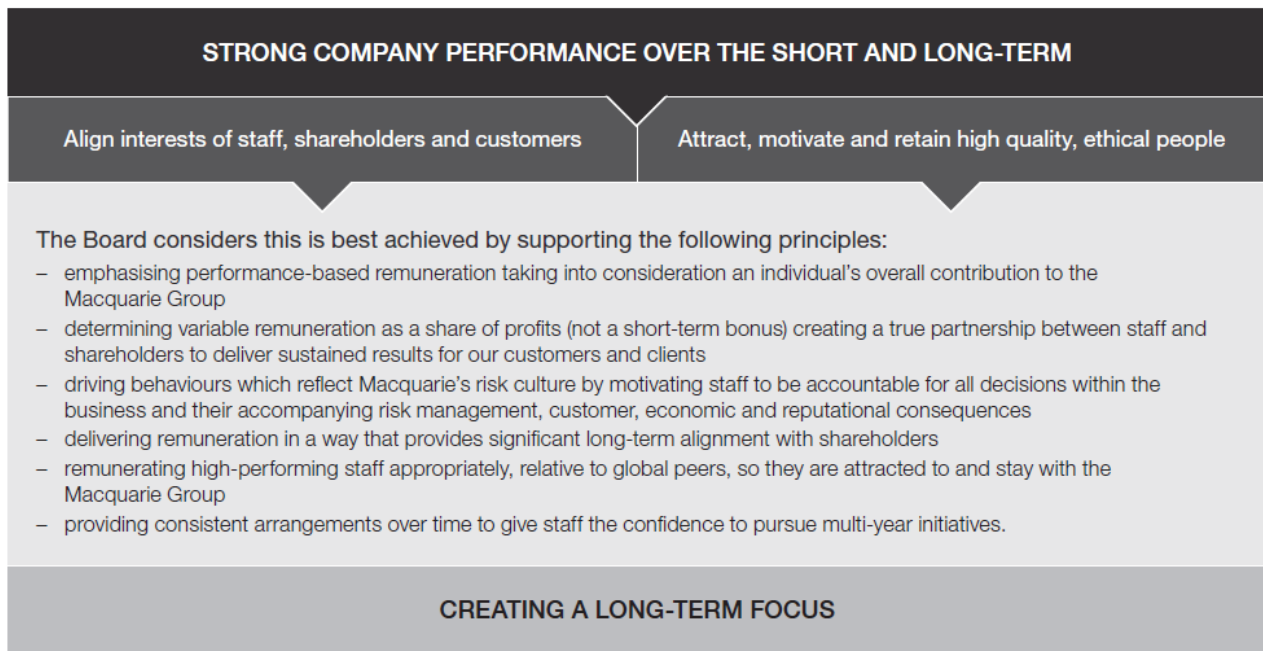 STRONG COMPANY PERFORMANCE OVER THE SHORT AND LONG-TERM
Align interests of staff, shareholders and customers
Attract, motivate and retain high quality, ethical people
The Board considers this is best achieved by supporting the following principles:
– emphasising performance-based remuneration taking into consideration an individual's overall contribution to the
Macquarie Group
– determining variable remuneration as a share of profits (not a short-term bonus) creating a true partnership between staff and
shareholders to deliver sustained results for our customers and clients
– driving behaviours which reflect Macquarie's risk culture by motivating staff to be accountable for all decisions within the
business and their accompanying risk management, customer, economic and reputational consequences
– delivering remuneration in a way that provides significant long-term alignment with shareholders
– remunerating high-performing staff appropriately, relative to global peers, so they are attracted to and stay with the
Macquarie Group
– providing consistent arrangements over time to give staff the confidence to pursue multi-year initiatives.
CREATING A LONG-TERM FOCUS